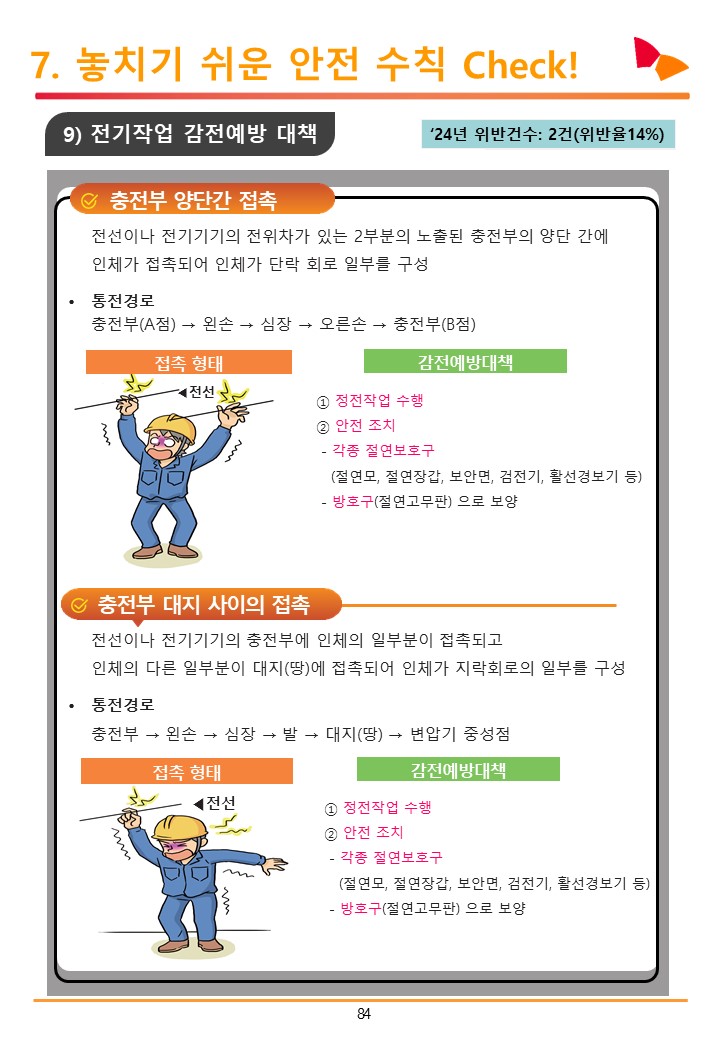 7. 놓치기 쉬운 안전 수칙 Check!
9) 전기작업 감전예방 대책
‘24년 위반건수: 2건(위반율14%)
충전부 양단간 접촉
전선이나 전기기기의 전위차가 있는 2부분의 노출된 충전부의 양단 간에
인체가 접촉되어 인체가 단락 회로 일부를 구성
• 통전경로
충전부(A점) → 왼손 → 심장 → 오른손 → 충전부(B점)
접촉 형태
◀전선
감전예방대책
① 정전작업 수행
② 안전 조치
- 각종 절연보호구
(절연모, 절연장갑, 보안면, 검전기, 활선경보기 등)
- 방호구(절연고무판) 으로 보양
충전부 대지 사이의 접촉
전선이나 전기기기의 충전부에 인체의 일부분이 접촉되고
인체의 다른 일부분이 대지(땅)에 접촉되어 인체가 지락회로의 일부를 구성
• 통전경로
충전부 → 왼손 → 심장 → 발 → 대지(땅) → 변압기 중성점
접촉 형태
◀전선
감전예방대책
① 정전작업 수행
② 안전 조치
- 각종 절연보호구
(절연모, 절연장갑, 보안면, 검전기, 활선경보기 등)
- 방호구(절연고무판) 으로 보양
84